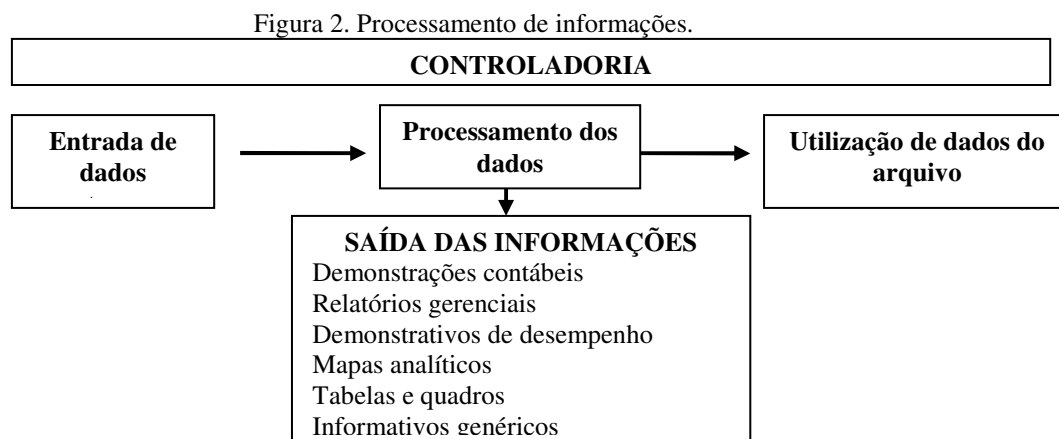 Figura 2. Processamento de informações.
CONTROLADORIA
Entrada de
dados
Processamento dos
dados
Utilização de dados do
arquivo
SAÍDA DAS INFORMAÇÕES
Demonstrações contábeis
Relatórios gerenciais
Demonstrativos de desempenho
Mapas analíticos
Tabelas e quadros
Informativos genéricos